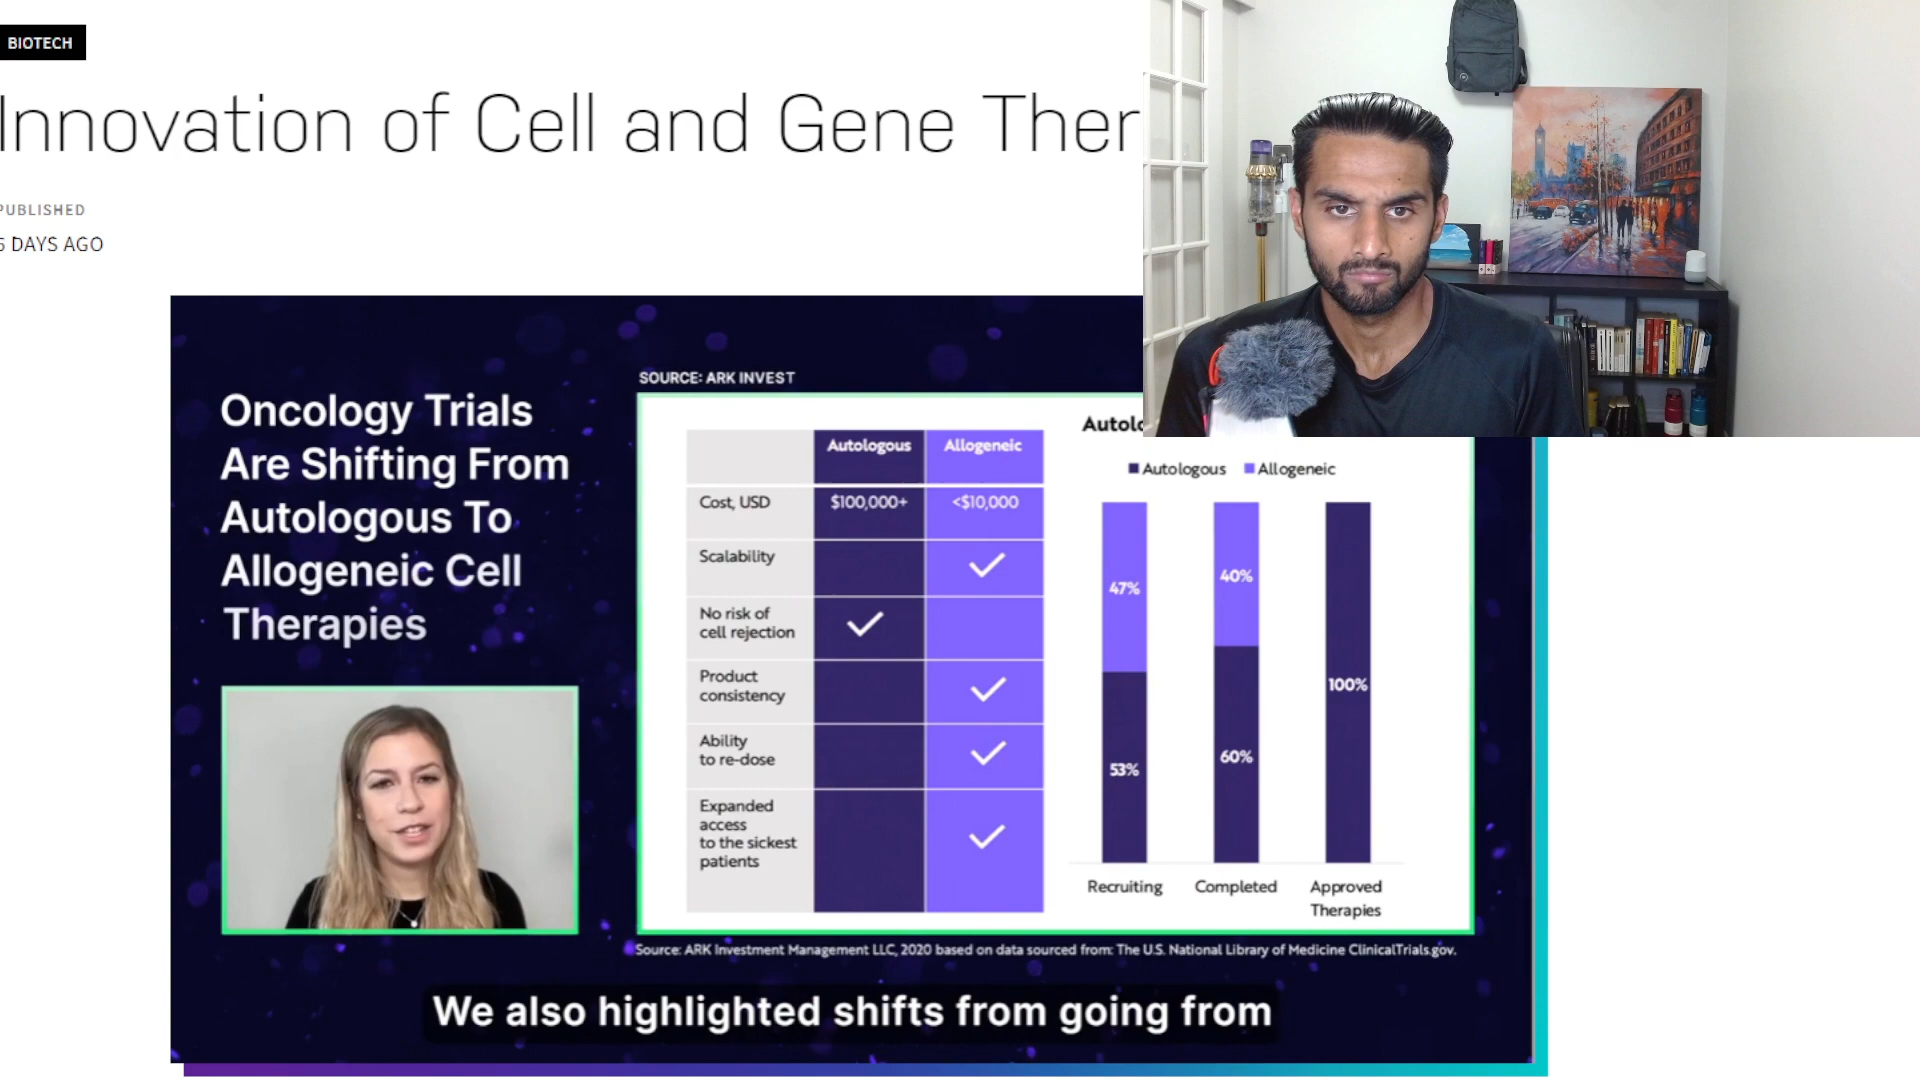 BIOTECH
Innovation of Cell and Gene Ther
PUBLISHED
DAYS AGO
Oncology Trials
Are Shifting From
Autologous To
Allogeneic Cell
Therapies
SOURCE: ARK INVEST
Autologous Allogeneic
Cost, USD $100,000+ <$10,000
Scalability
No risk of
cell rejection
Product
consistency
Ability
to re-dose
Expanded
access
to the sickest
patients
Autolo
Autologous Allogeneic
47% 40%
100%
53% 60%
Recruiting Completed Approved
Therapies
Source: ARK Investment Management LLC, 2020 based on data sourced from: The U.S. National Library of Medicine ClinicalTrials.gov.
We also highlighted shifts from going from